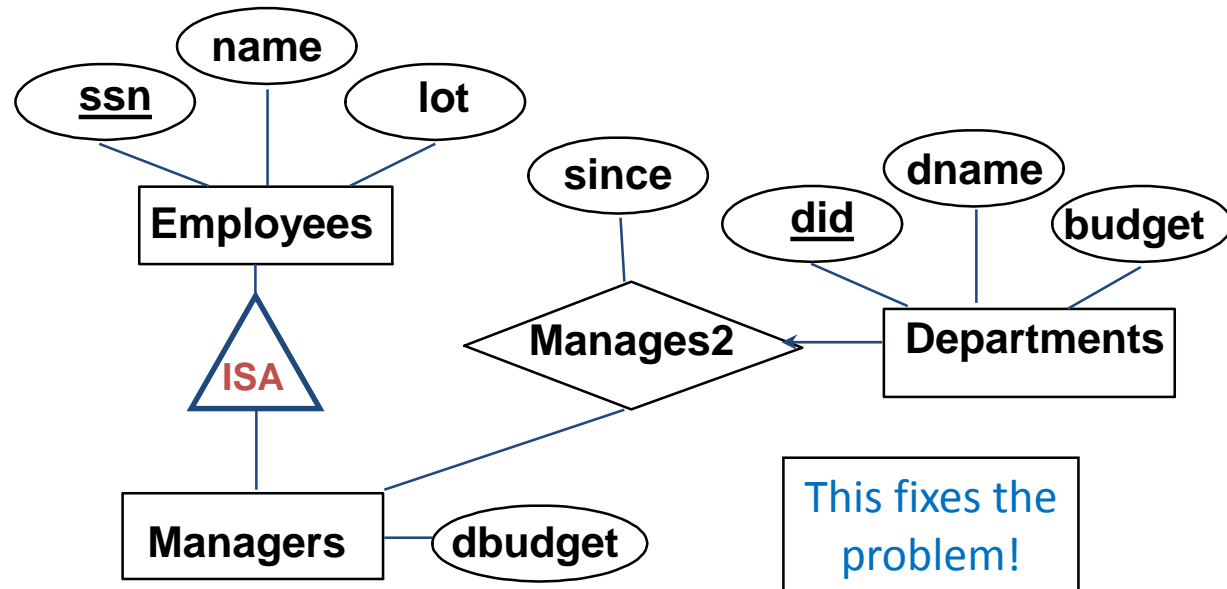 name
ssn
lot
since
dname
did
budget
Employees
Manages2
Departments
ISA
This fixes the
problem!
Managers
dbudget